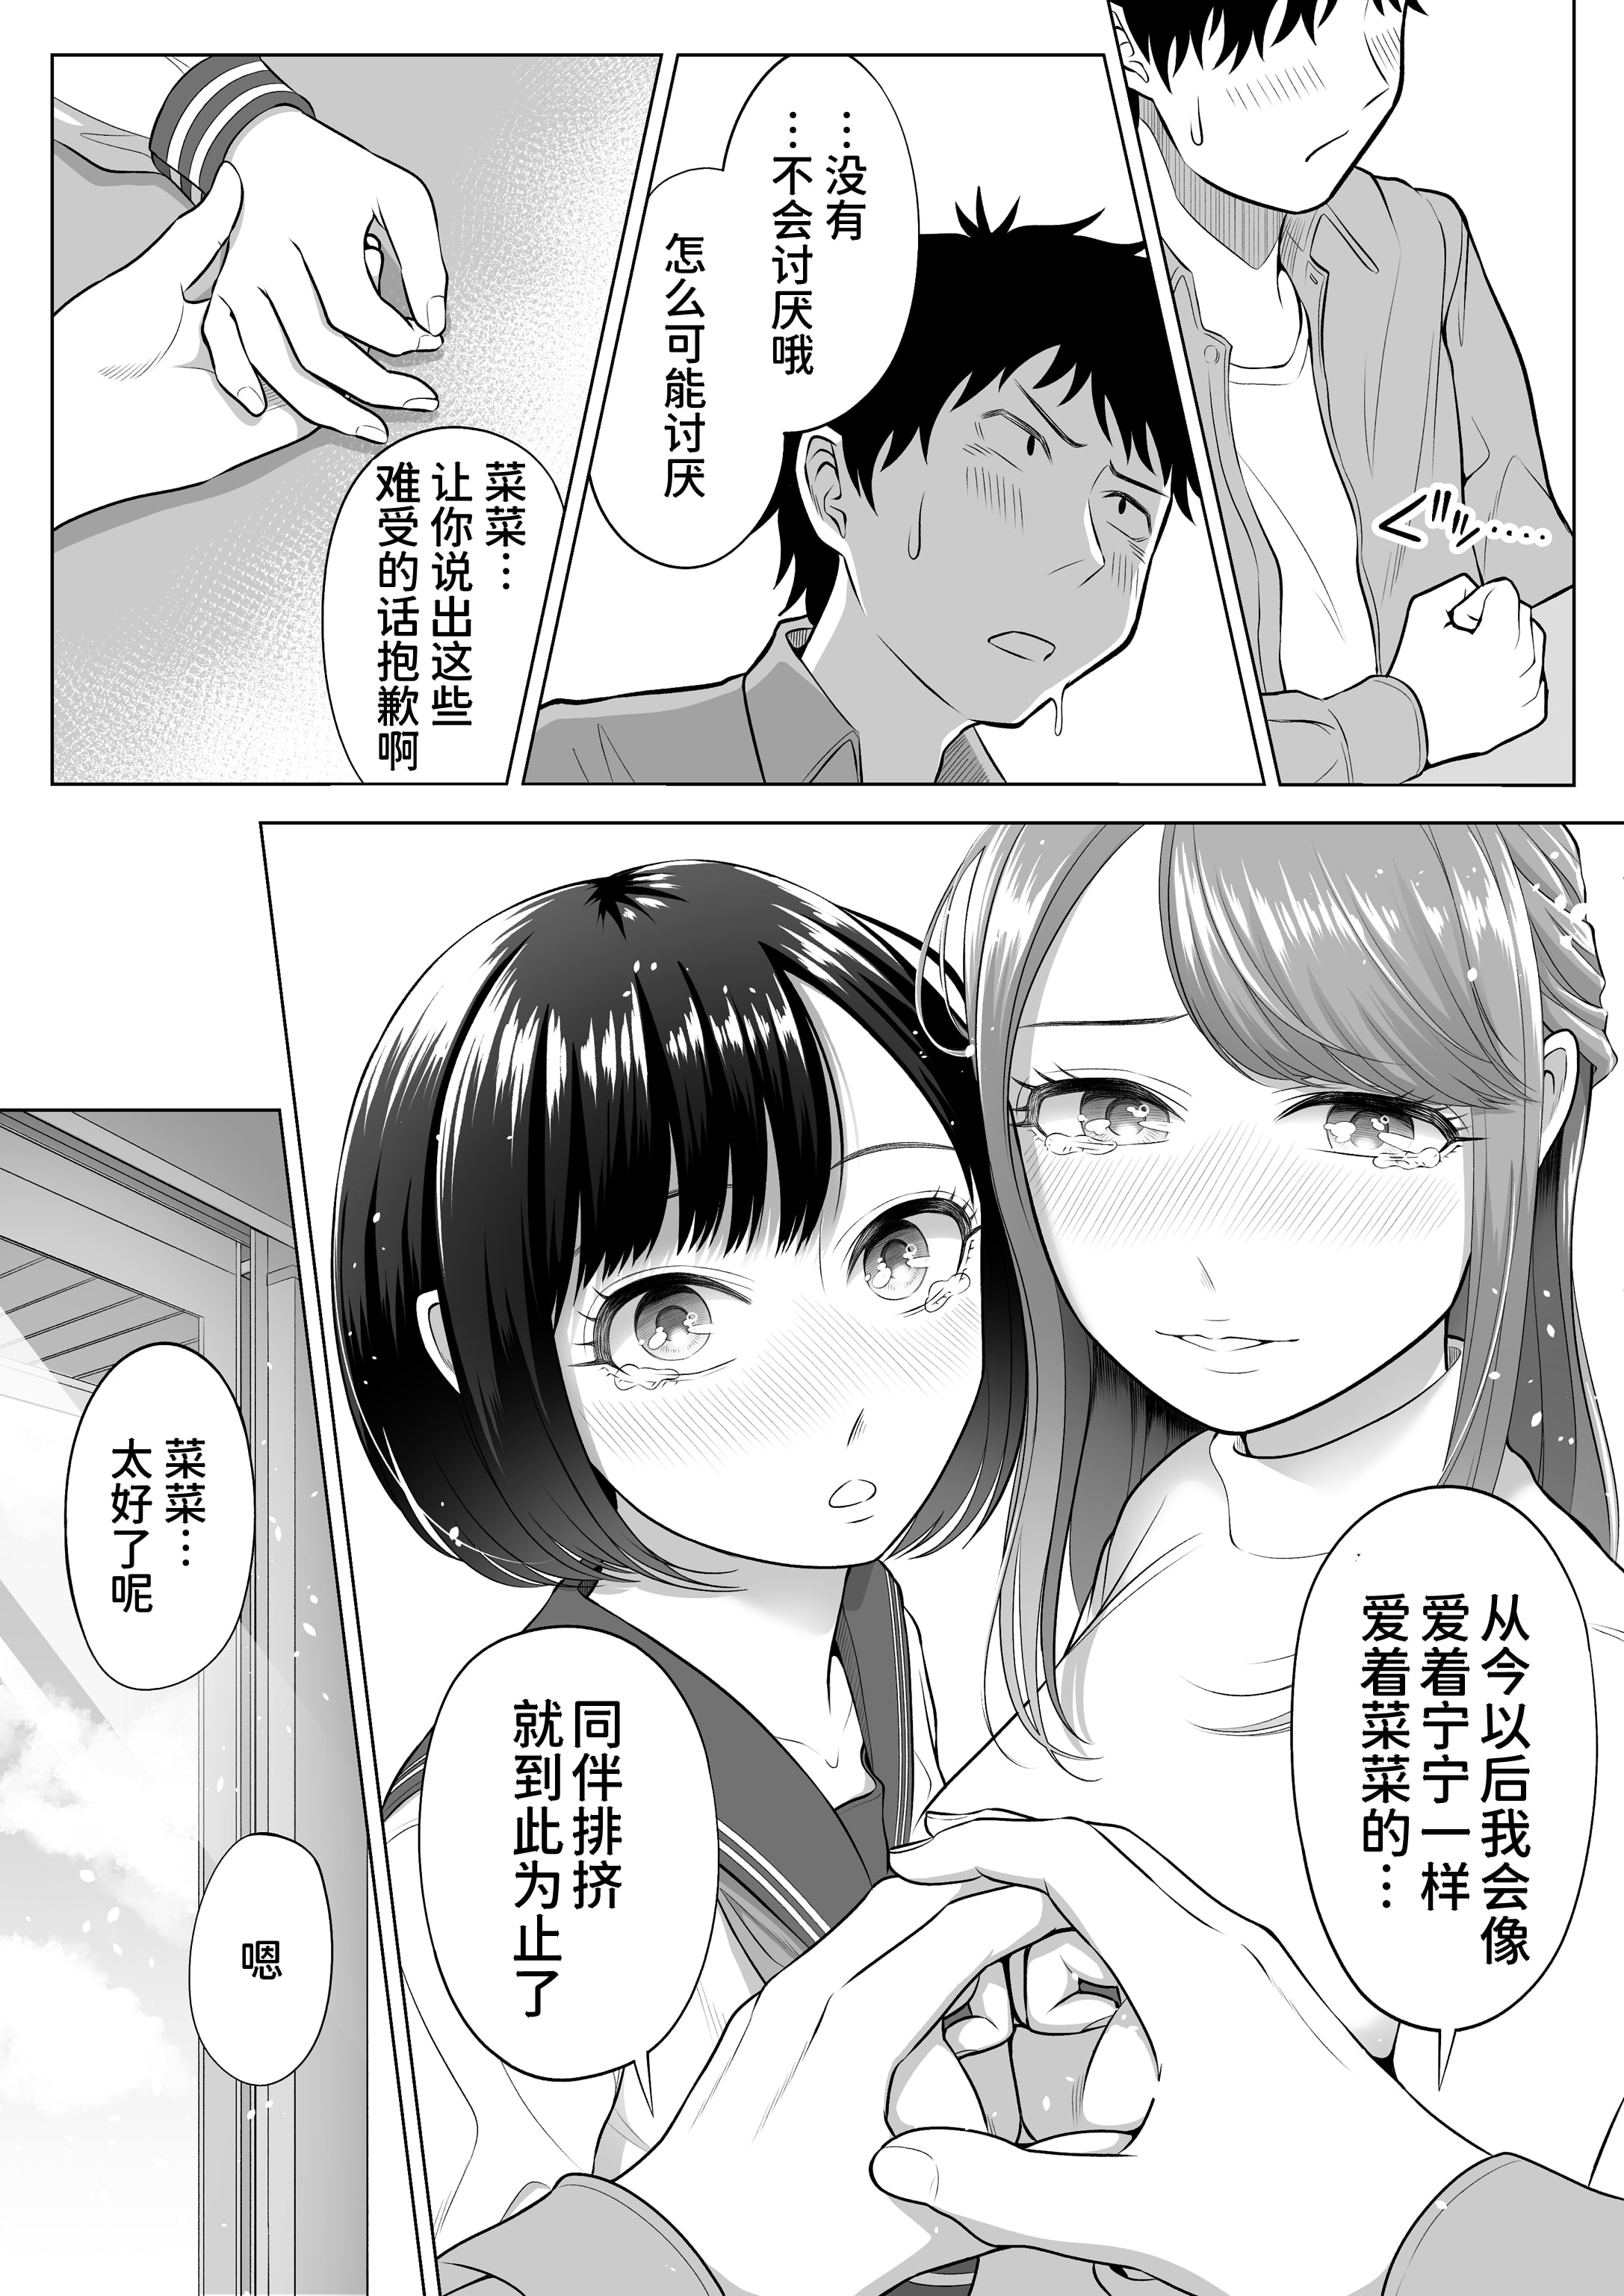 グッ……
…没有
…不会讨厌哦
怎么可能讨厌
菜菜…
让你说出这些
难受的话抱歉啊
从今以后我会像
爱着宁宁一样
爱着菜菜的…
同伴排挤
就到此为止了
菜菜…
太好了呢
嗯